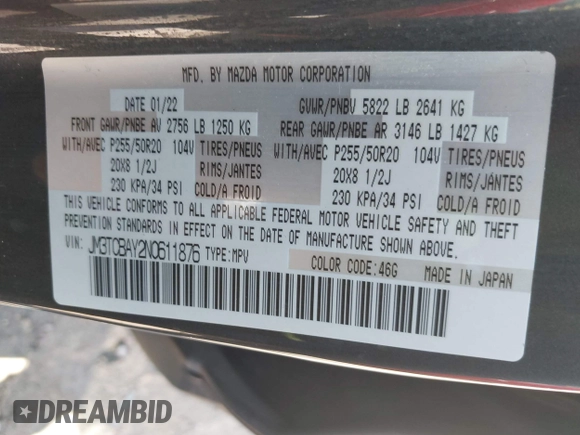 MFD. BY MAZDA MOTOR CORPORATION
DATE 01/22 GVWR/PNBV 5822 LB 2641 KG
FRONT GAWR/PNBE AV 2756 LB 1250 KG REAR GAWR/PNBE AR 3146 LB 1427 KG
WITH/AVEC P255/50R20 104V TIRES/PNEUS WITH/AVEC P255/50R20 104V TIRES/PNEUS
20X8 1/2J RIMS/JANTES 20X8 1/2J RIMS/JANTES
230 KPA/34 PSI COLD/A FROID 230 KPA/34 PSI COLD/A FROID
THIS VEHICLE CONFORMS TO ALL APPLICABLE FEDERAL MOTOR VEHICLE SAFETY AND THEFT
PREVENTION STANDARDS IN EFFECT ON THE DATE OF MANUFACTURE SHOWN ABOVE.
VIN: JM3TCBAY2N0611876 TYPE:MPV
COLOR CODE:46G MADE IN JAPAN
DREAMBID